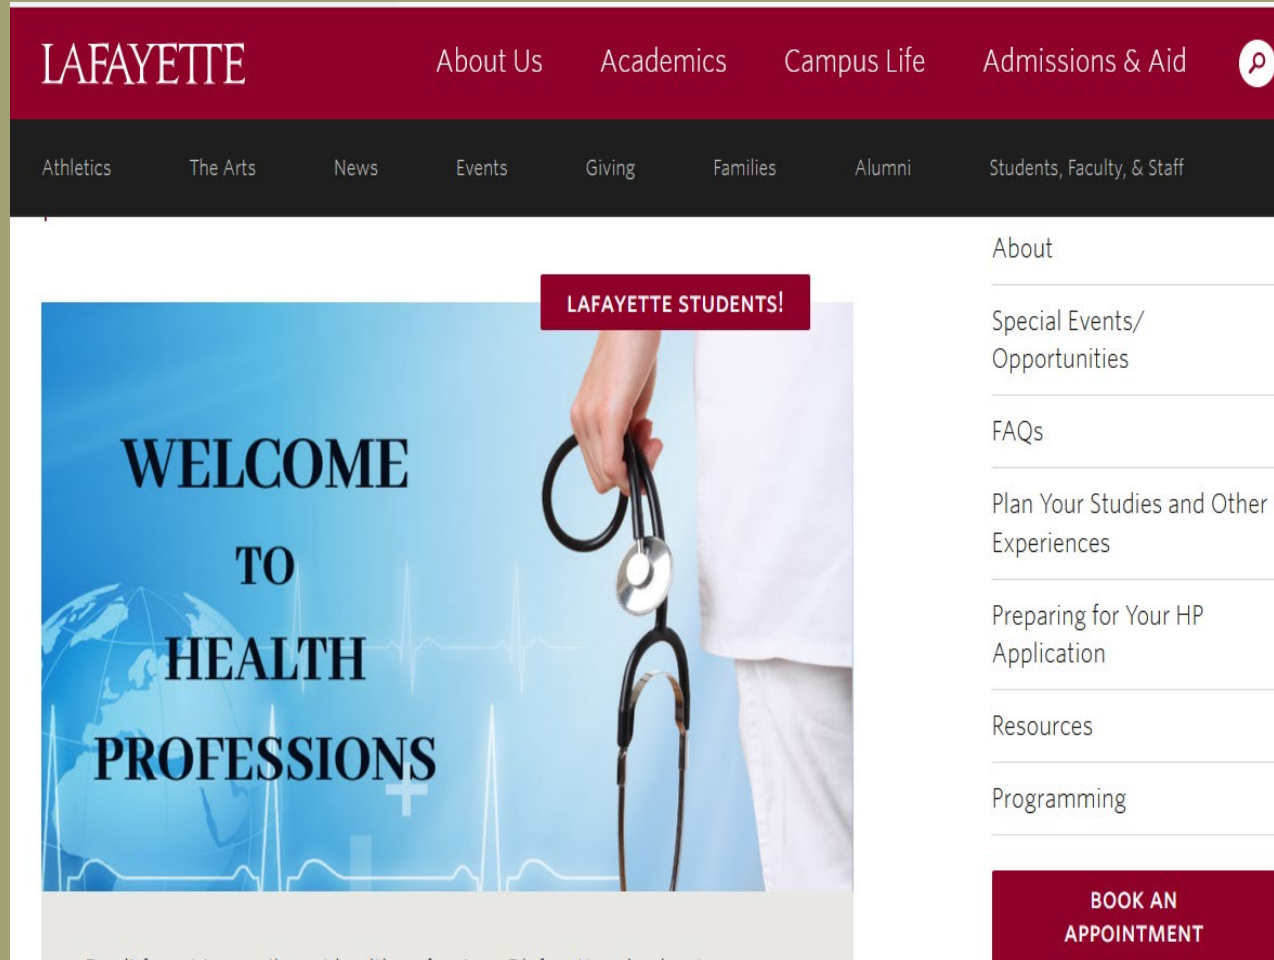 LAFAYETTE
About Us Academics Campus Life Admissions & Aid
Athletics The Arts News Events Giving Families Alumni Students, Faculty, & Staff
LAFAYETTE STUDENTS!
WELCOME
TO
HEALTH
PROFESSIONS
About
Special Events/
Opportunities
FAQs
Plan Your Studies and Other
Experiences
Preparing for Your HP
Application
Resources
Programming
BOOK AN
APPOINTMENT